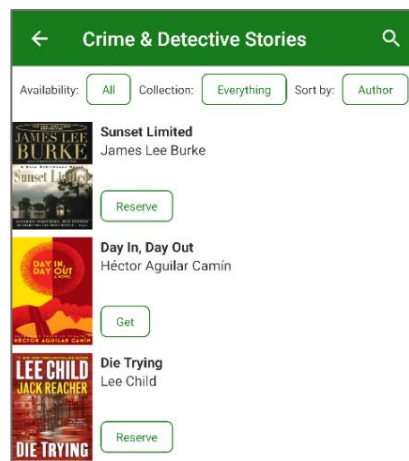 Crime & Detective Stories
Availability: All Collection: Everything Sort by: Author
JAMES LEE
BURKE
Sunset Limited
Sunset Limited
James Lee Burke
Reserve
DAY IN,
DAY OUT
A NOVEL
HÉCTOR AGUILAR CAMÍN
Day In, Day Out
Héctor Aguilar Camín
Get
LEE CHILD
JACK REACHER
DIE TRYING
Die Trying
Lee Child
Reserve